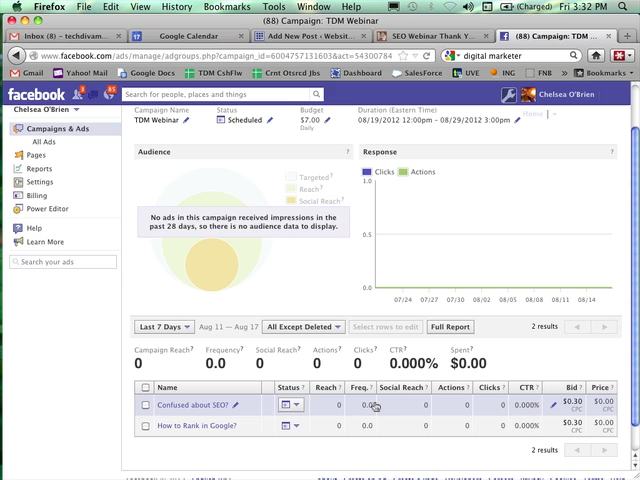 Firefox File Edit View History Bookmarks Tools Window Help (Charged) Fri 3:32 PM
(88) Campaign: TDM Webinar
Inbox (8) – techdivam... Google Calendar Add New Post ‹ Websit... SEO Webinar Thank Y... (88) Campaign: TDM ...
www.facebook.com/ads/manage/adgroups.php?campaign_id=6004757131603&act=54300784 digital marketer
Gmail Yahoo! Mail Google Docs TDM CshFlw Crnt Otsrcd Jbs Dashboard SalesForce UVE ING FNB » Bookmarks
facebook 3 85 Search for people, places and things Chelsea O'Brien
Chelsea O'Brien
Campaigns & Ads
All Ads
Pages
Reports
Settings
Billing
Power Editor
Help
Learn More
Search your ads
Home
Campaign Name Status Budget Duration (Eastern Time)
TDM Webinar Scheduled $7.00 08/19/2012 12:00pm – 08/29/2012 3:00pm
Daily
Audience ? Response ?
Targeted?
Reach?
Social Reach?
No ads in this campaign received impressions in the
past 28 days, so there is no audience data to display.
Clicks Actions
1.0
0.5
0.0
07/24 07/27 07/30 08/02 08/05 08/08 08/11 08/14
Last 7 Days Aug 11 — Aug 17 All Except Deleted Select rows to edit Full Report 2 results
Campaign Reach? Frequency? Social Reach? Actions? Clicks? CTR? Spent?
0 0.0 0 0 0 0.000% $0.00
Name Status ? Reach ? Freq. ? Social Reach ? Actions ? Clicks ? CTR ? Bid ? Price ?
Confused about SEO? 0 0.0 0 0 0 0.000% $0.30 $0.00
CPC CPC
How to Rank in Google? 0 0.0 0 0 0 0.000% $0.30 $0.00
CPC CPC
2 results